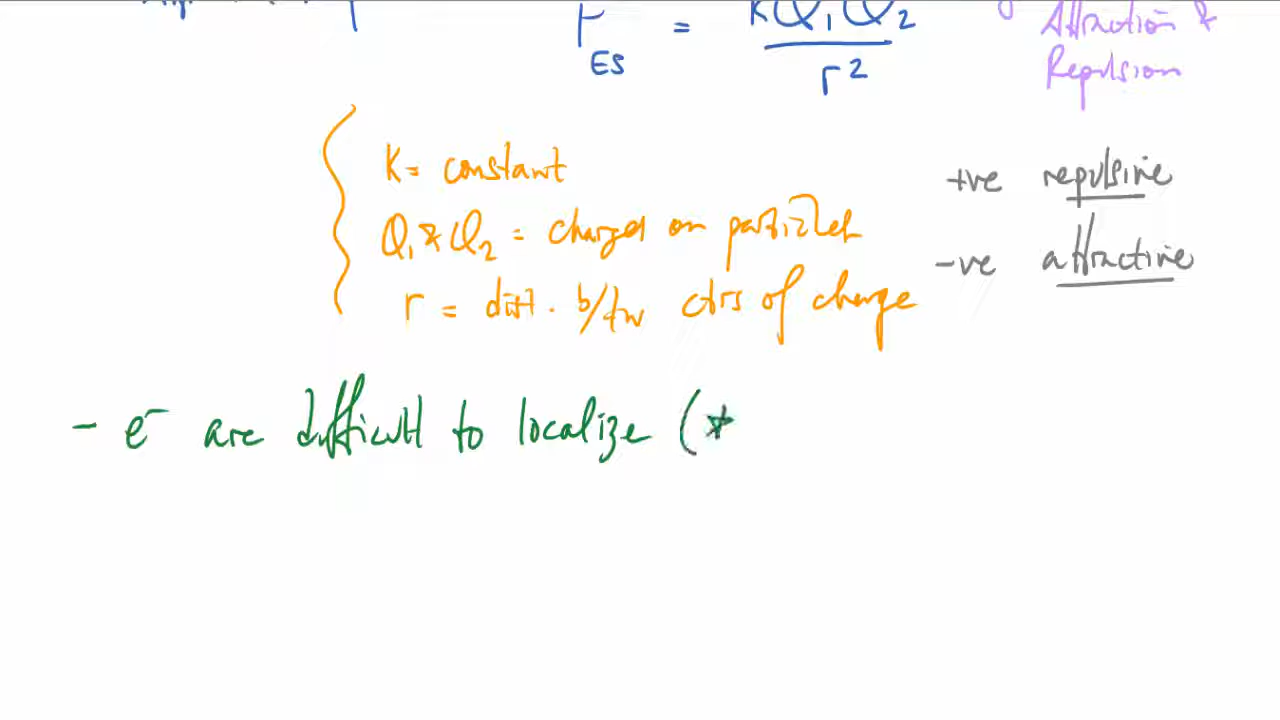 F_ES = KQ₁Q₂ / r²
Attraction &
Repulsion
K = constant
Q₁ & Q₂ = charges on particles
r = dist. b/tw ctrs of charge
+ve repulsive
-ve attractive
- e⁻ are difficult to localize (